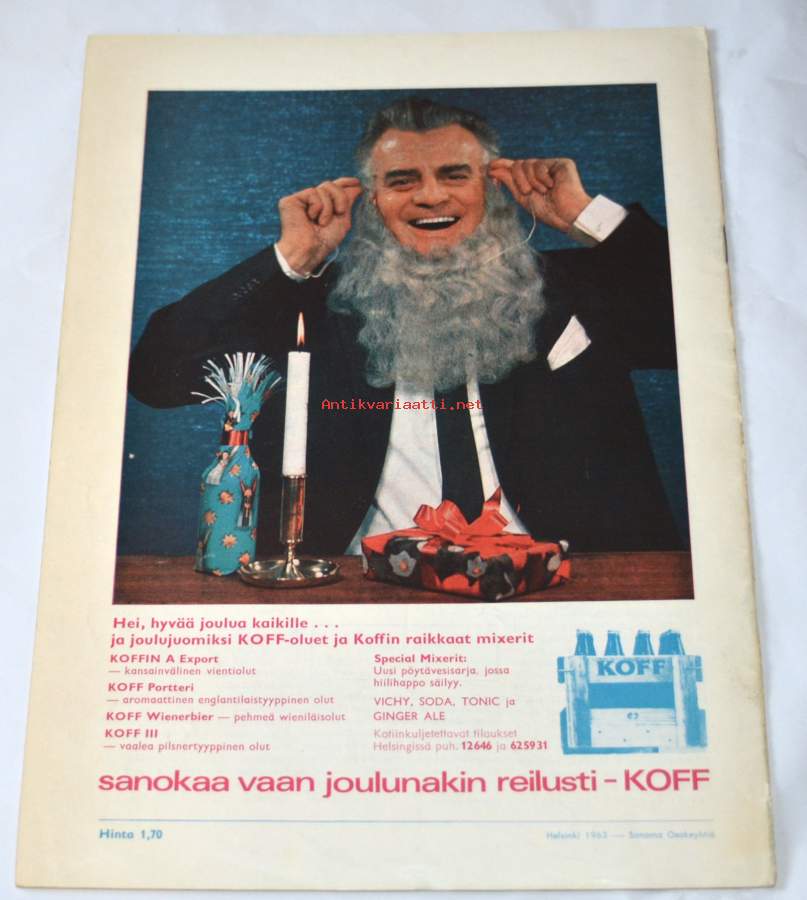 Antikvariaatti.net
Hei, hyvää joulua kaikille . . .
ja joulujuomiksi KOFF-oluet ja Koffin raikkaat mixerit
KOFFIN A Export
— kansainvälinen vientiolut
KOFF Portteri
— aromaattinen englantilaistyyppinen olut
KOFF Wienerbier — pehmeä wieniläisolut
KOFF III
— vaalea pilsnertyyppinen olut
Special Mixerit:
Uusi pöytävesisarja, jossa
hiilihappo säilyy.
VICHY, SODA, TONIC ja
GINGER ALE
Kotiinkuljetettavat tilaukset
Helsingissä puh. 12646 ja 625931
KOFF
sanokaa vaan joulunakin reilusti – KOFF
Hinta 1,70
Helsinki 1963 — Sanoma Osakeyhtiö